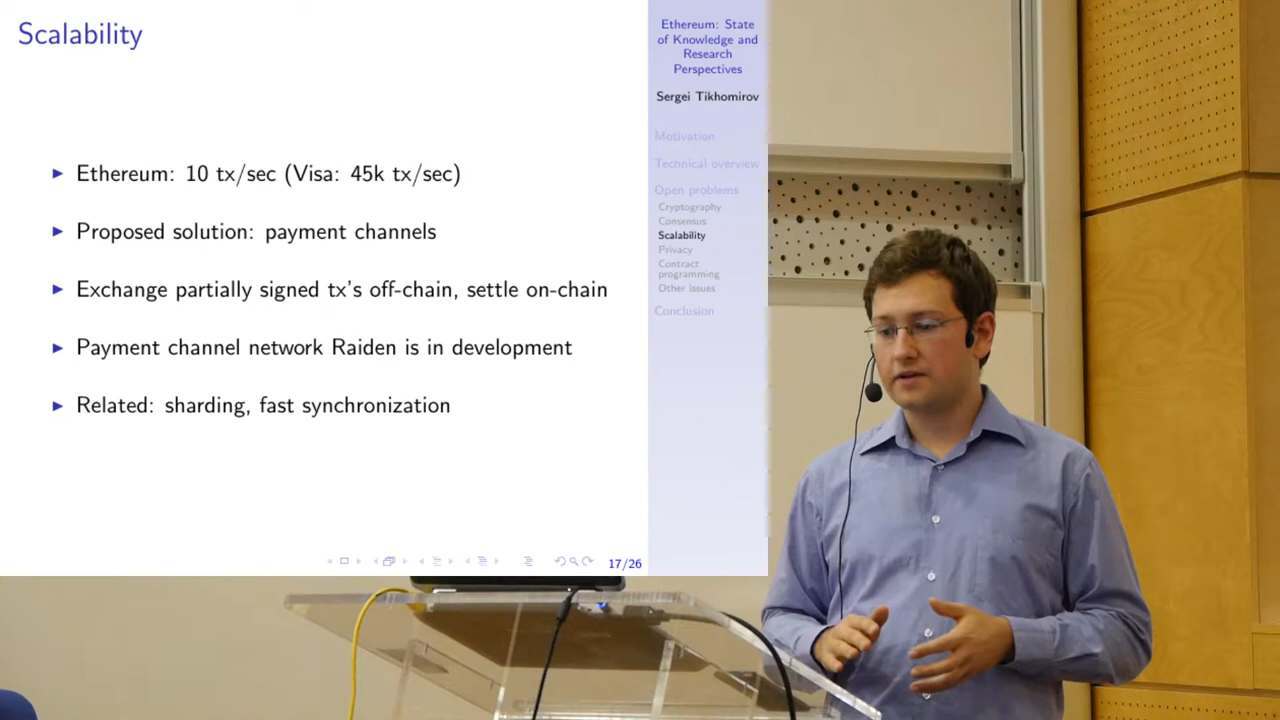 Scalability
▶ Ethereum: 10 tx/sec (Visa: 45k tx/sec)
▶ Proposed solution: payment channels
▶ Exchange partially signed tx's off-chain, settle on-chain
▶ Payment channel network Raiden is in development
▶ Related: sharding, fast synchronization
17/26
Ethereum: State
of Knowledge and
Research
Perspectives
Sergei Tikhomirov
Motivation
Technical overview
Open problems
Cryptography
Consensus
Scalability
Privacy
Contract
programming
Other issues
Conclusion